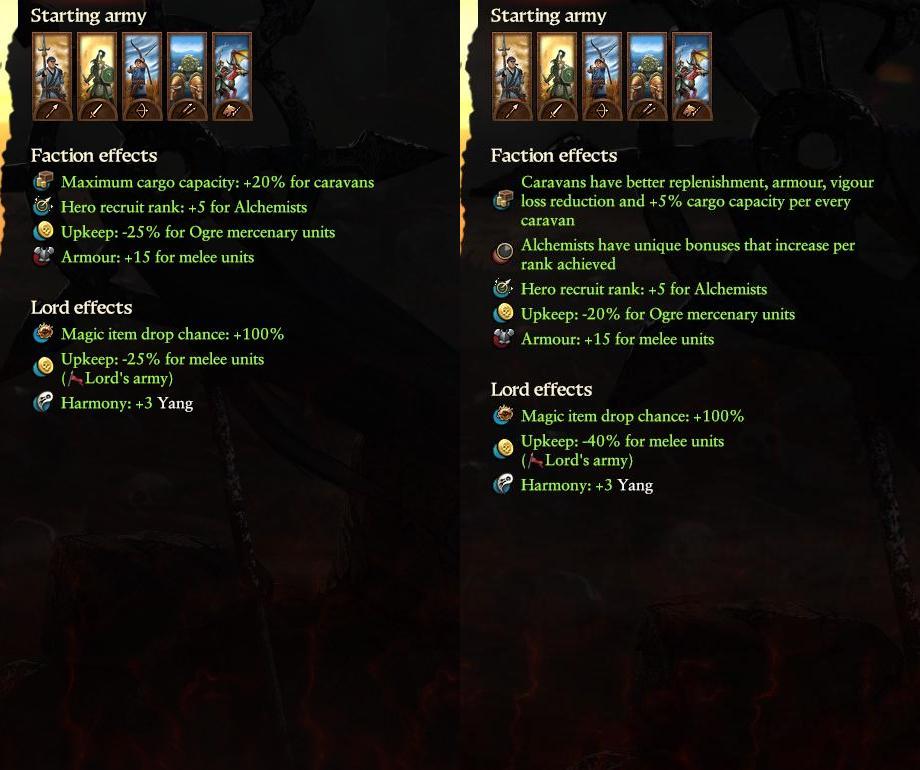 Starting army
Faction effects
Maximum cargo capacity: +20% for caravans
Hero recruit rank: +5 for Alchemists
Upkeep: -25% for Ogre mercenary units
Armour: +15 for melee units
Lord effects
Magic item drop chance: +100%
Upkeep: -25% for melee units
(Lord's army)
Harmony: +3 Yang
Starting army
Faction effects
Caravans have better replenishment, armour, vigour
loss reduction and +5% cargo capacity per every
caravan
Alchemists have unique bonuses that increase per
rank achieved
Hero recruit rank: +5 for Alchemists
Upkeep: -20% for Ogre mercenary units
Armour: +15 for melee units
Lord effects
Magic item drop chance: +100%
Upkeep: -40% for melee units
(Lord's army)
Harmony: +3 Yang